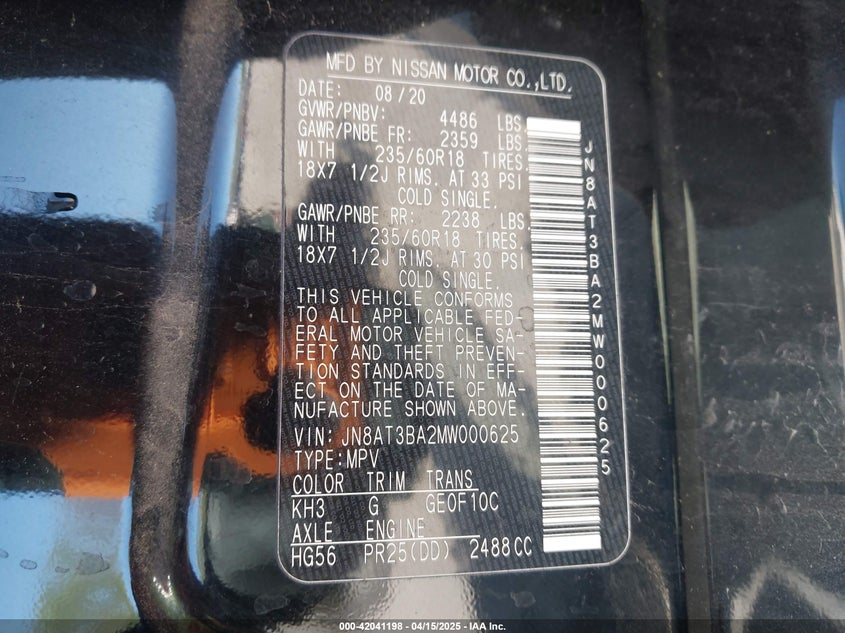 MFD BY NISSAN MOTOR CO.,LTD.
DATE: 08/20
GVWR/PNBV: 4486 LBS.
GAWR/PNBE FR: 2359 LBS.
WITH 235/60R18 TIRES.
18X7 1/2J RIMS. AT 33 PSI
COLD SINGLE.
GAWR/PNBE RR: 2238 LBS.
WITH 235/60R18 TIRES.
18X7 1/2J RIMS. AT 30 PSI
COLD SINGLE.
THIS VEHICLE CONFORMS
TO ALL APPLICABLE FED-
ERAL MOTOR VEHICLE SA-
FETY AND THEFT PREVEN-
TION STANDARDS IN EFF-
ECT ON THE DATE OF MA-
NUFACTURE SHOWN ABOVE.
VIN: JN8AT3BA2MW000625
TYPE:MPV
COLOR TRIM TRANS
KH3 G GE0F10C
AXLE ENGINE
HG56 PR25(DD) 2488CC
JN8AT3BA2MW000625
000-42041198 - 04/15/2025 - IAA Inc.